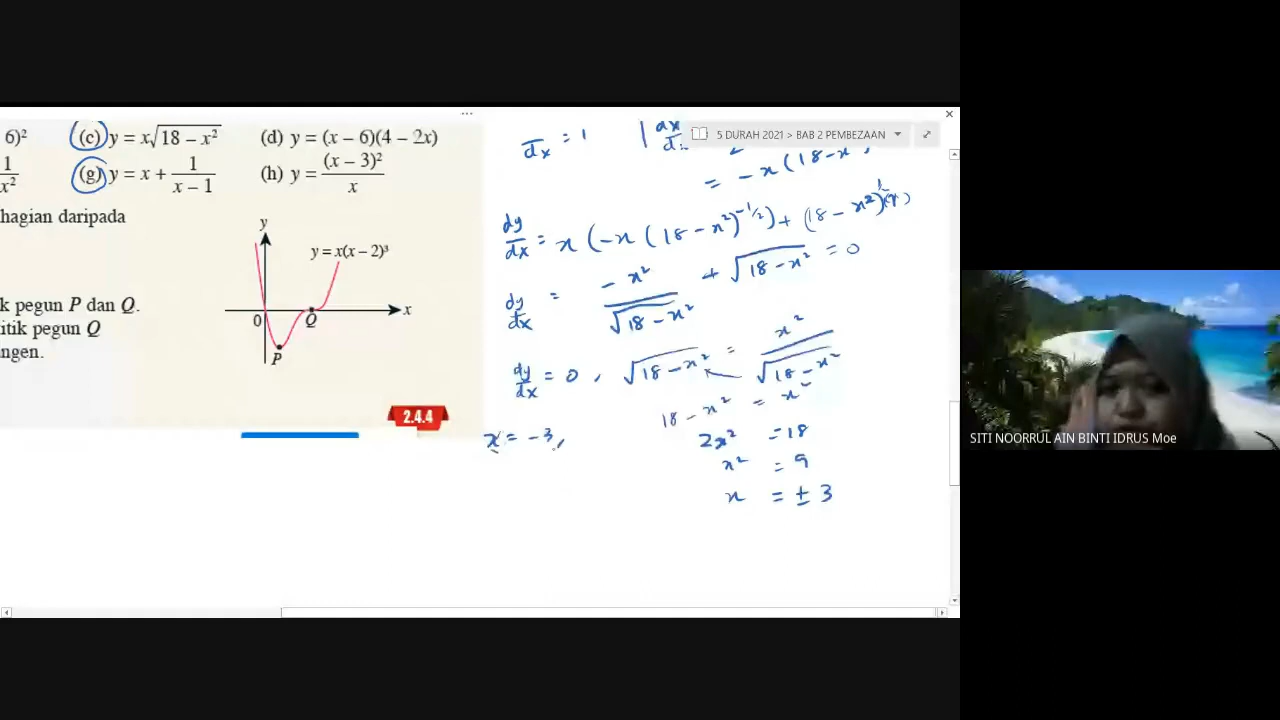 6)²
(c) y = x√18 − x²
(d) y = (x − 6)(4 − 2x)
1/x²
(g) y = x + 1/(x − 1)
(h) y = (x − 3)²/x
hagian daripada
y
y = x(x − 2)³
k pegun P dan Q.
0
Q
x
itik pegun Q
ngen.
P
2.4.4
5 DURAH 2021 > BAB 2 PEMBEZAAN
dx = 1
dx
2
= −x(18 − x
dy/dx = x(−x(18 − x²)^−1/2) + (18 − x²)^1/2
dy/dx = −x²/√18 − x² + √18 − x² = 0
dy/dx = 0, √18 − x² = x²/√18 − x²
18 − x² = x²
2x² = 18
x = −3,
x² = 9
x = ± 3
SITI NOORRUL AIN BINTI IDRUS Moe